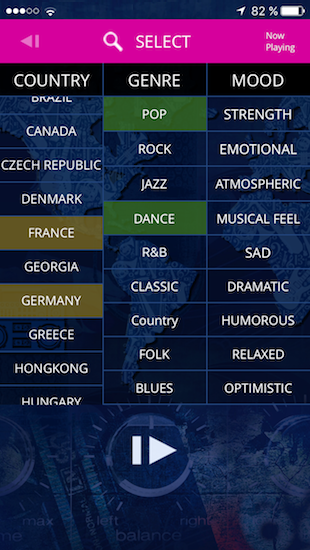 82 %
SELECT
Now
Playing
COUNTRY GENRE MOOD
BRAZIL
CANADA
CZECH REPUBLIC
DENMARK
FRANCE
GEORGIA
GERMANY
GREECE
HONGKONG
HUNGARY
POP
ROCK
JAZZ
DANCE
R&B
CLASSIC
Country
FOLK
BLUES
STRENGTH
EMOTIONAL
ATMOSPHERIC
MUSICAL FEEL
SAD
DRAMATIC
HUMOROUS
RELAXED
OPTIMISTIC
max left right
balance